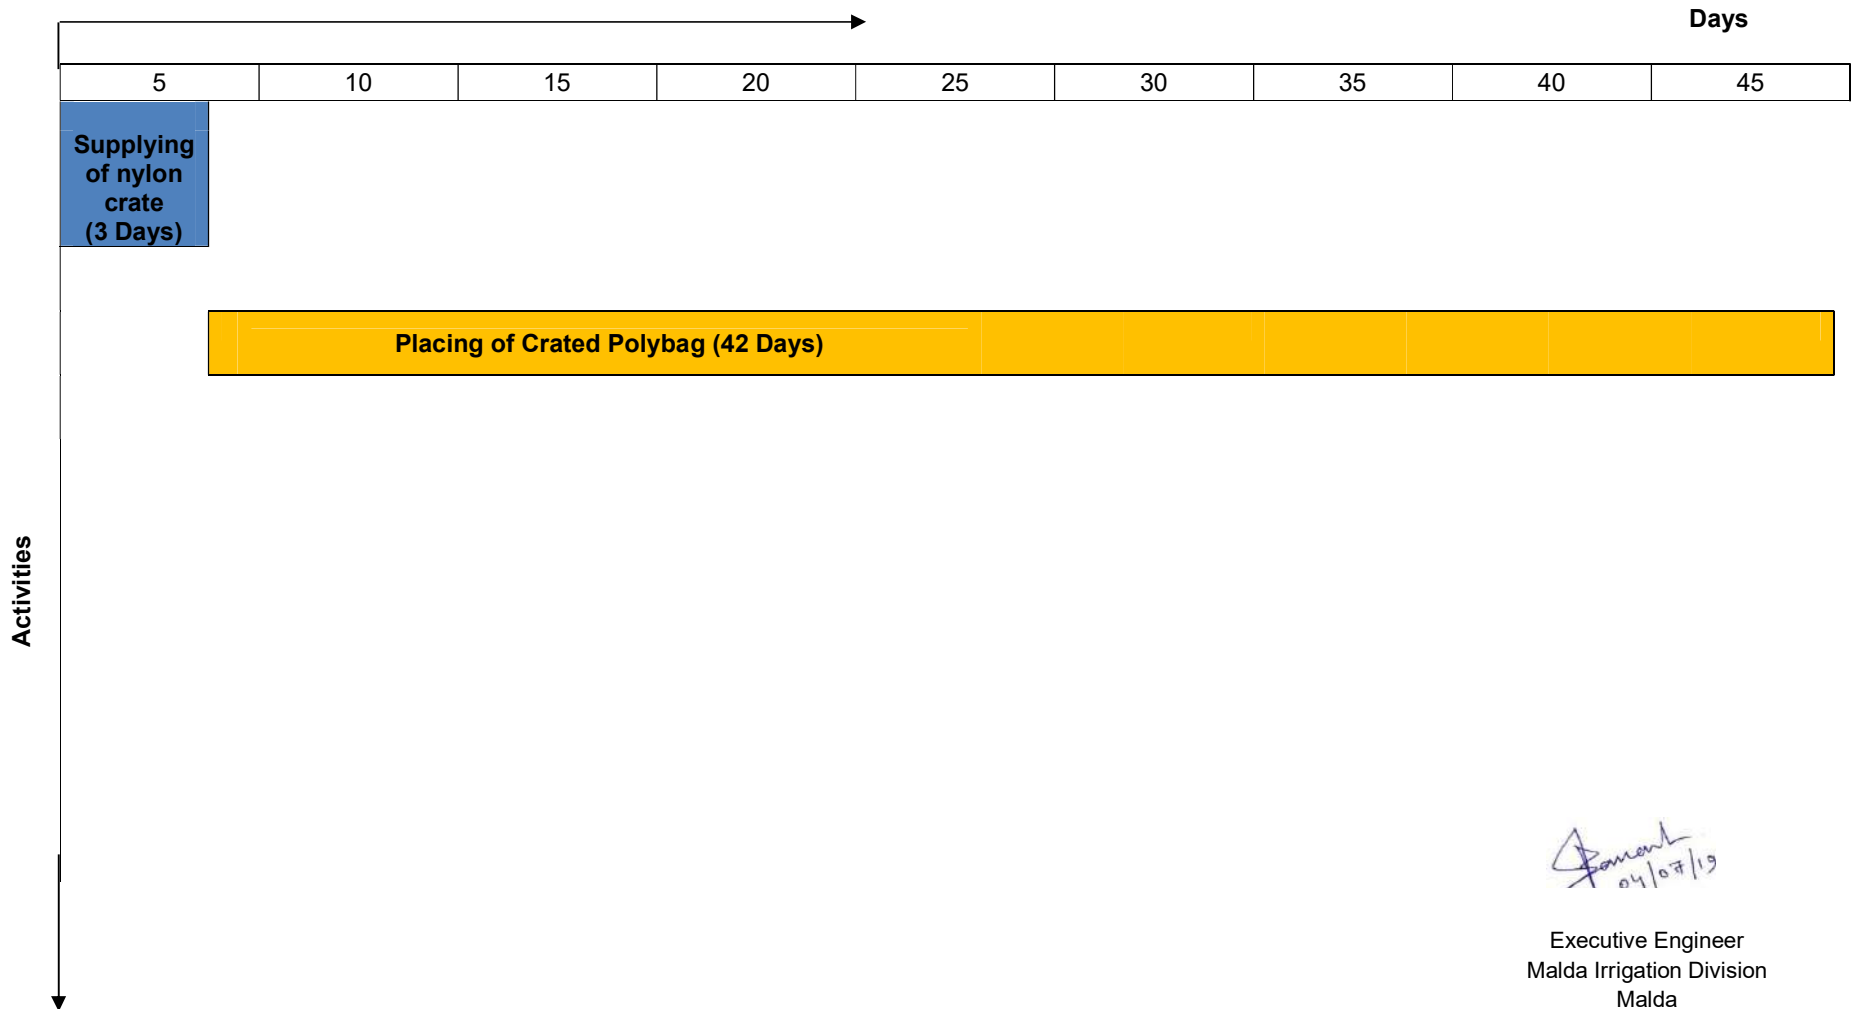 Days
5 10 15 20 25 30 35 40 45
Supplying
of nylon
crate
(3 Days)
Placing of Crated Polybag (42 Days)
Activities
04/07/19
Executive Engineer
Malda Irrigation Division
Malda